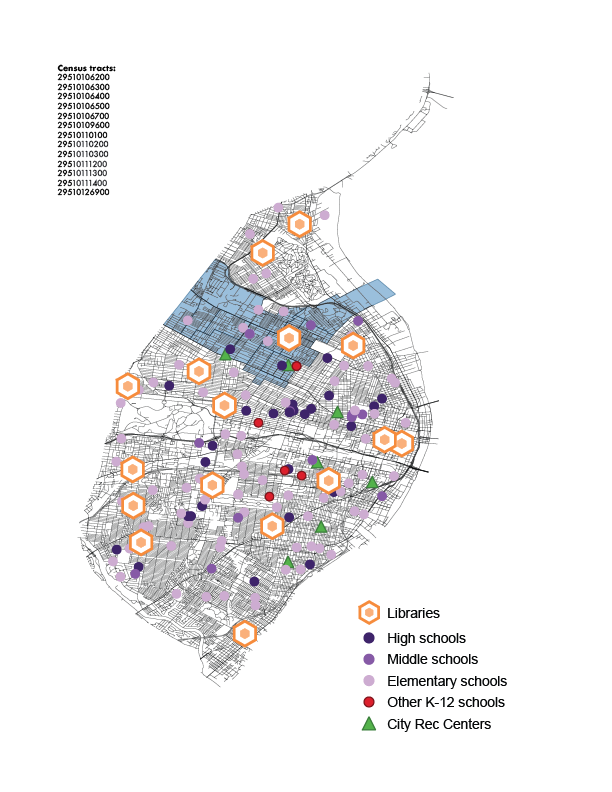 Census tracts:
29510106200
29510106300
29510106400
29510106500
29510106700
29510109600
29510110100
29510110200
29510110300
29510111200
29510111300
29510111400
29510126900
Libraries
High schools
Middle schools
Elementary schools
Other K-12 schools
City Rec Centers